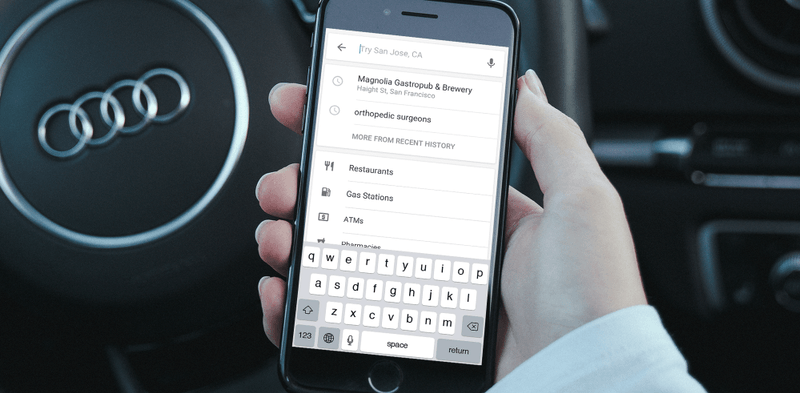 Try San Jose, CA
Magnolia Gastropub & Brewery
Haight St, San Francisco
orthopedic surgeons
MORE FROM RECENT HISTORY
Restaurants
Gas Stations
ATMs
Pharmacies
q w e r t y u i o p
a s d f g h j k l
z x c v b n m
123 space return